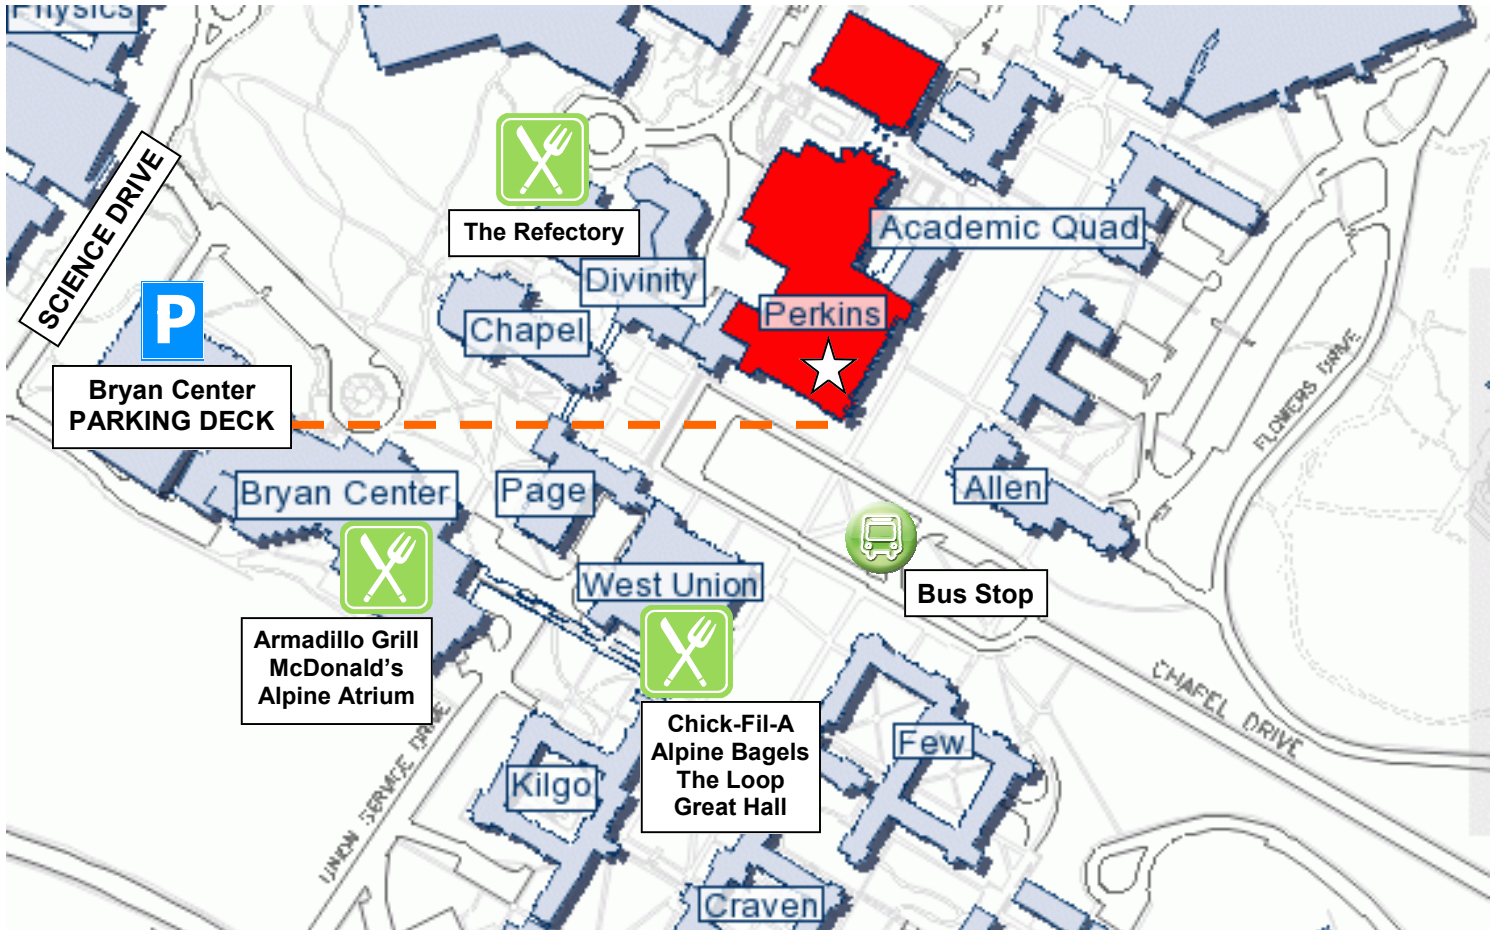 Physics
SCIENCE DRIVE
The Refectory
Academic Quad
Divinity
Perkins
Chapel
P
Bryan Center
PARKING DECK
FLOWERS DRIVE
Bryan Center
Page
Allen
West Union
Bus Stop
Armadillo Grill
McDonald's
Alpine Atrium
Chick-Fil-A
Alpine Bagels
The Loop
Great Hall
CHAPEL DRIVE
UNION SERVICE DRIVE
Few
Kilgo
Craven